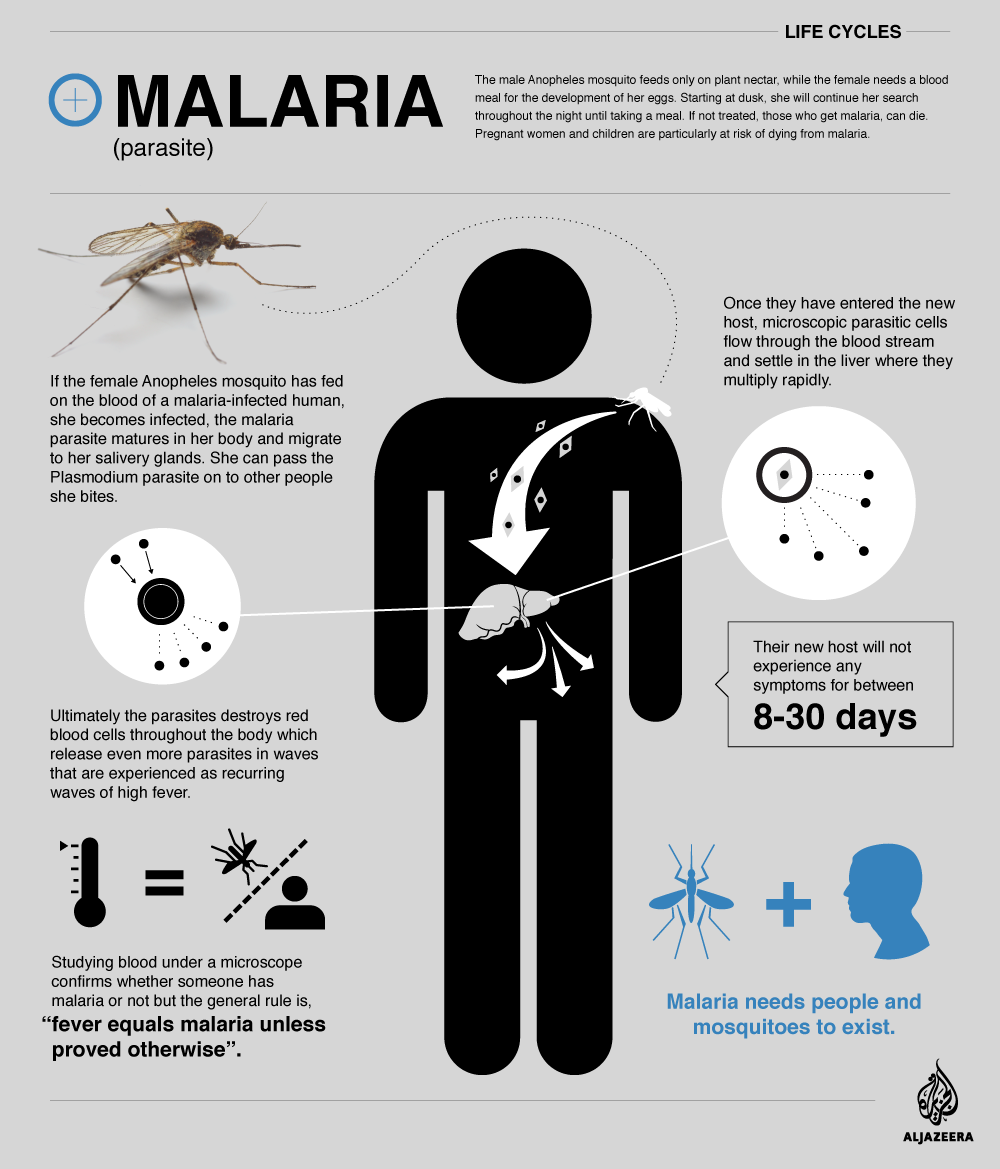 LIFE CYCLES
MALARIA
(parasite)
The male Anopheles mosquito feeds only on plant nectar, while the female needs a blood
meal for the development of her eggs. Starting at dusk, she will continue her search
throughout the night until taking a meal. If not treated, those who get malaria, can die.
Pregnant women and children are particularly at risk of dying from malaria.
If the female Anopheles mosquito has fed
on the blood of a malaria-infected human,
she becomes infected, the malaria
parasite matures in her body and migrate
to her salivery glands. She can pass the
Plasmodium parasite on to other people
she bites.
Once they have entered the new
host, microscopic parasitic cells
flow through the blood stream
and settle in the liver where they
multiply rapidly.
Their new host will not
experience any
symptoms for between
8-30 days
Ultimately the parasites destroys red
blood cells throughout the body which
release even more parasites in waves
that are experienced as recurring
waves of high fever.
Studying blood under a microscope
confirms whether someone has
malaria or not but the general rule is,
“fever equals malaria unless
proved otherwise”.
Malaria needs people and
mosquitoes to exist.
الجزيرة
ALJAZEERA